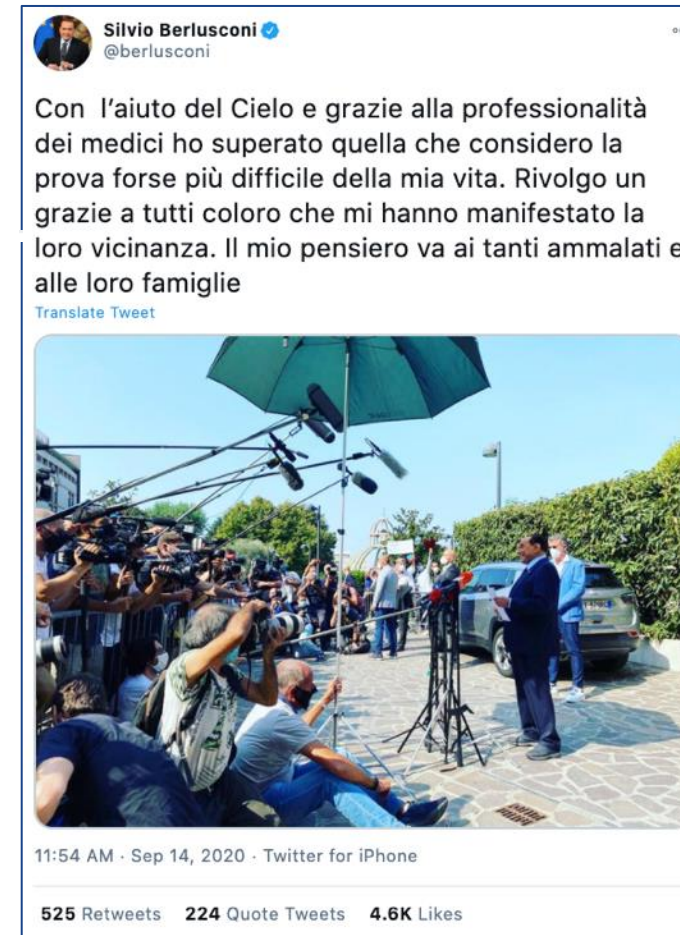 Silvio Berlusconi
@berlusconi
Con l’aiuto del Cielo e grazie alla professionalità
dei medici ho superato quella che considero la
prova forse più difficile della mia vita. Rivolgo un
grazie a tutti coloro che mi hanno manifestato la
loro vicinanza. Il mio pensiero va ai tanti ammalati e
alle loro famiglie
Translate Tweet
11:54 AM · Sep 14, 2020 · Twitter for iPhone
525 Retweets 224 Quote Tweets 4.6K Likes